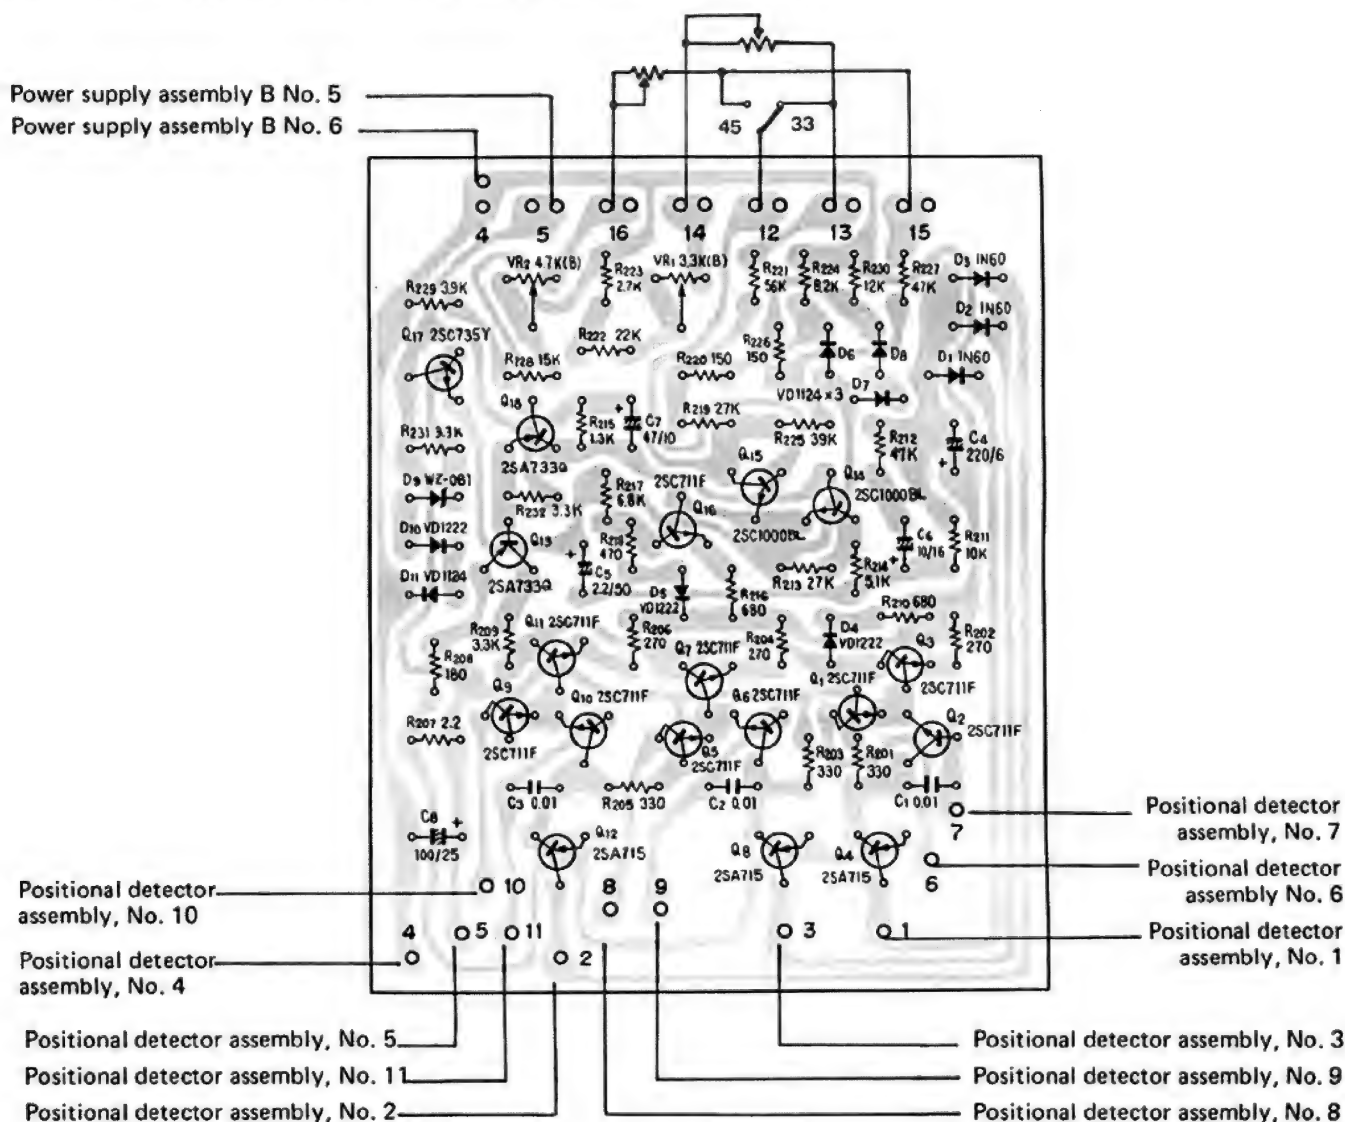 Power supply assembly B No. 5
Power supply assembly B No. 6
45 33
4 5 16 14 12 13 15
VR2 4.7K(B)
R223 2.7K
VR1 3.3K(B)
R221 56K
R224 8.2K
R230 12K
R227 47K
D3 1N60
R229 3.9K
D2 1N60
Q17 2SC735Y
R222 22K
R226 150
D6
D8
D1 1N60
R228 15K
R220 150
VD1124 x 3
D7
Q18
2SA733Q
R215 1.3K
+
C7 47/10
R219 27K
R225 39K
R212 47K
C4 220/6
+
R231 3.3K
Q15
D9 WZ-081
R217 6.8K
2SC711F
Q16
2SC1000BL
2SC1000BL
R232 3.3K
D10 VD1222
Q13
2SA733Q
R218 470
+
C5 2.2/50
R213 27K
R214 5.1K
+
C6 10/16
R211 10K
D11 VD1124
D5 VD1222
R216 680
R210 680
R209 3.3K
Q11 2SC711F
R206 270
Q7 2SC711F
R204 270
D4 VD1222
Q3
2SC711F
R202 270
R208 180
Q9
2SC711F
Q10 2SC711F
Q6 2SC711F
Q1 2SC711F
Q2
2SC711F
R207 2.2
Q5
2SC711F
R203 330
R201 330
C3 0.01
R205 330
C2 0.01
C1 0.01
7
C8 +
100/25
Q12
2SA715
Q8
2SA715
Q4
2SA715
6
10
8 9
4 5 11 2 3 1
Positional detector
assembly, No. 7
Positional detector
assembly No. 6
Positional detector
assembly, No. 10
Positional detector
assembly, No. 1
Positional detector
assembly, No. 4
Positional detector assembly, No. 5
Positional detector assembly, No. 3
Positional detector assembly, No. 11
Positional detector assembly, No. 9
Positional detector assembly, No. 2
Positional detector assembly, No. 8